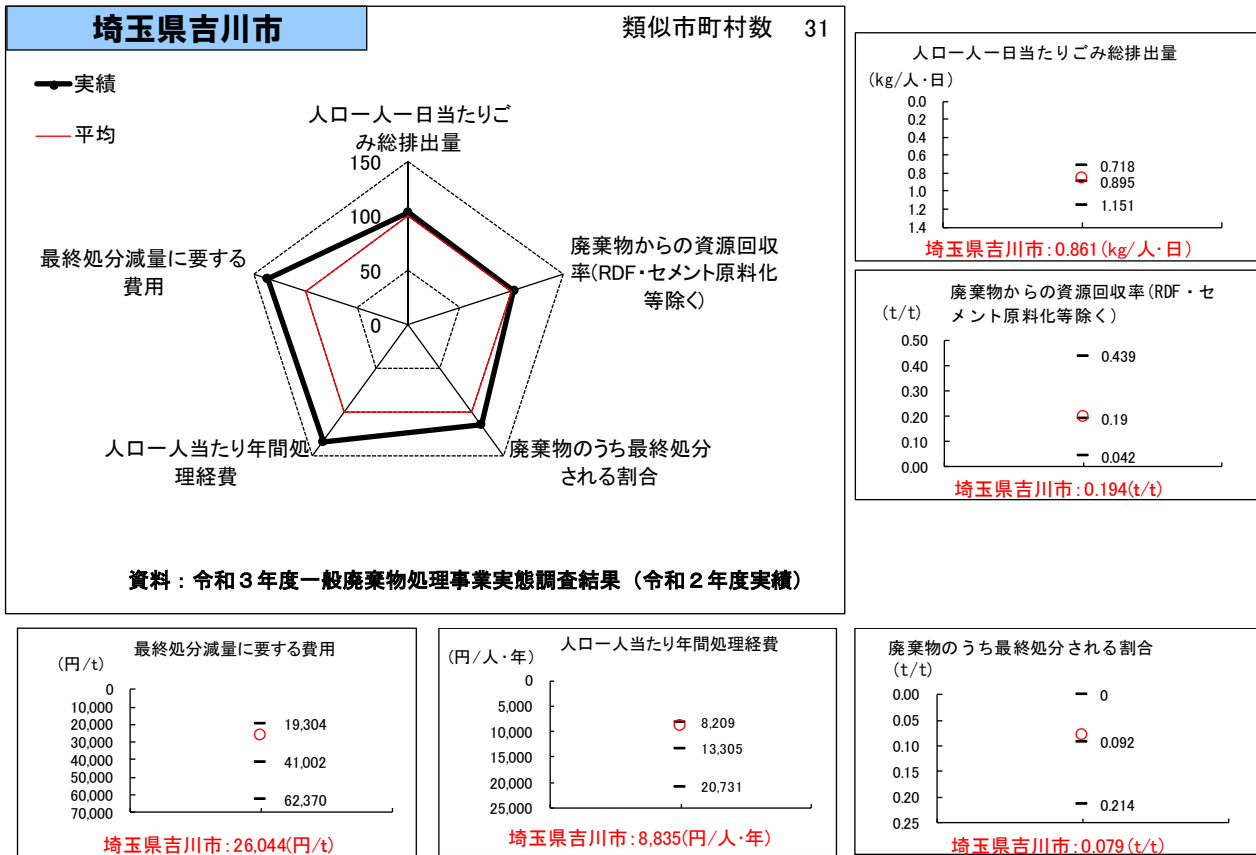 埼玉県吉川市
類似市町村数 31
実績
平均
人口一人一日当たりご
み総排出量
150
100
50
0
廃棄物からの資源回収
率(RDF・セメント原料化
等除く)
廃棄物のうち最終処分
される割合
人口一人当たり年間処
理経費
最終処分減量に要する
費用
資料：令和３年度一般廃棄物処理事業実態調査結果（令和２年度実績）
人口一人一日当たりごみ総排出量
(kg/人・日)
0.0
0.2
0.4
0.6
0.8
1.0
1.2
1.4
0.718
0.895
1.151
埼玉県吉川市：0.861(kg/人・日)
廃棄物からの資源回収率(RDF・セ
メント原料化等除く)
(t/t)
0.50
0.40
0.30
0.20
0.10
0.00
0.439
0.19
0.042
埼玉県吉川市：0.194(t/t)
最終処分減量に要する費用
(円/t)
0
10,000
20,000
30,000
40,000
50,000
60,000
70,000
19,304
41,002
62,370
埼玉県吉川市：26,044(円/t)
人口一人当たり年間処理経費
(円/人・年)
0
5,000
10,000
15,000
20,000
25,000
8,209
13,305
20,731
埼玉県吉川市：8,835(円/人・年)
廃棄物のうち最終処分される割合
(t/t)
0.00
0.05
0.10
0.15
0.20
0.25
0
0.092
0.214
埼玉県吉川市：0.079(t/t)